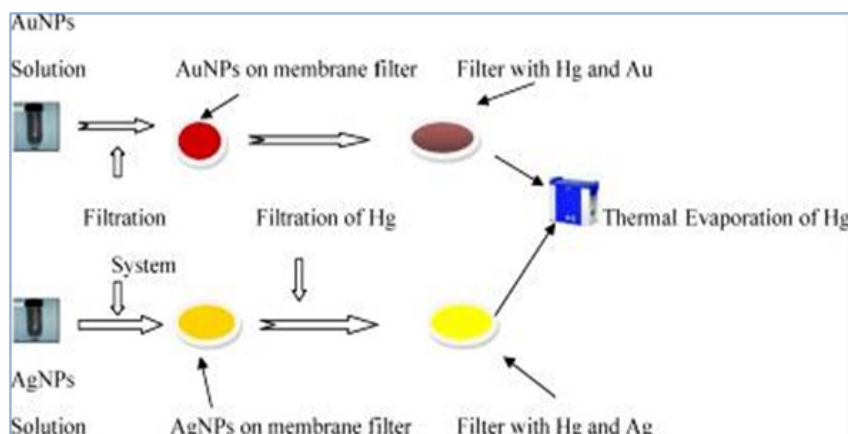 AuNPs
Solution
AuNPs on membrane filter
Filter with Hg and Au
Filtration
Filtration of Hg
Thermal Evaporation of Hg
System
AgNPs
Solution
AgNPs on membrane filter
Filter with Hg and Ag